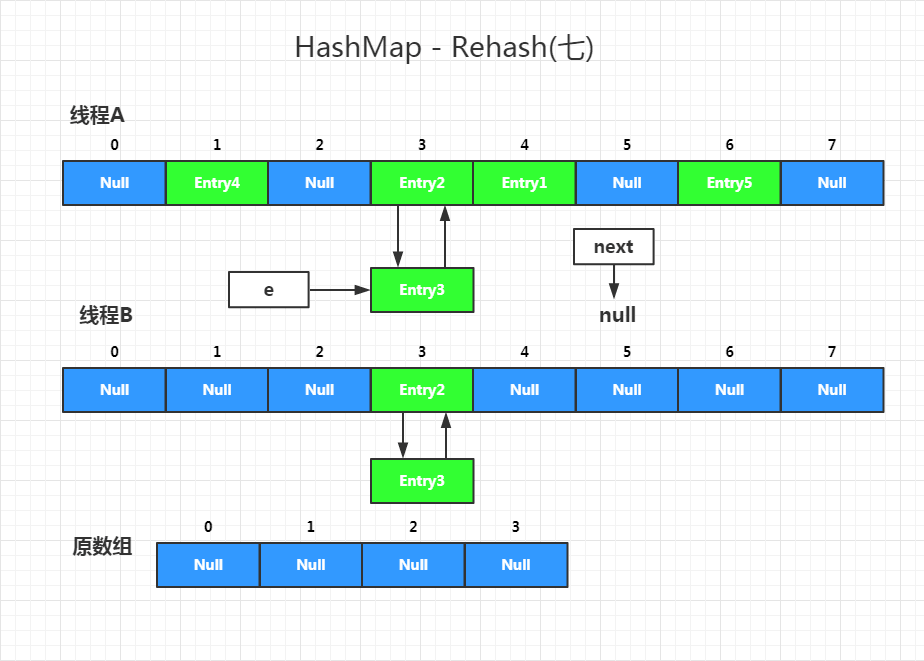 HashMap - Rehash(七)
线程A
0 1 2 3 4 5 6 7
Null Entry4 Null Entry2 Entry1 Null Entry5 Null
next
e Entry3
线程B null
0 1 2 3 4 5 6 7
Null Null Null Entry2 Null Null Null Null
Entry3
0 1 2 3
原数组
Null Null Null Null